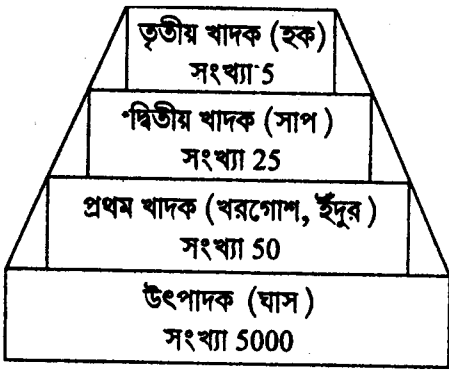 তৃতীয় খাদক (হক)
সংখ্যা 5
দ্বিতীয় খাদক (সাপ)
সংখ্যা 25
প্রথম খাদক (খরগোশ, ইঁদুর)
সংখ্যা 50
উৎপাদক (ঘাস)
সংখ্যা 5000